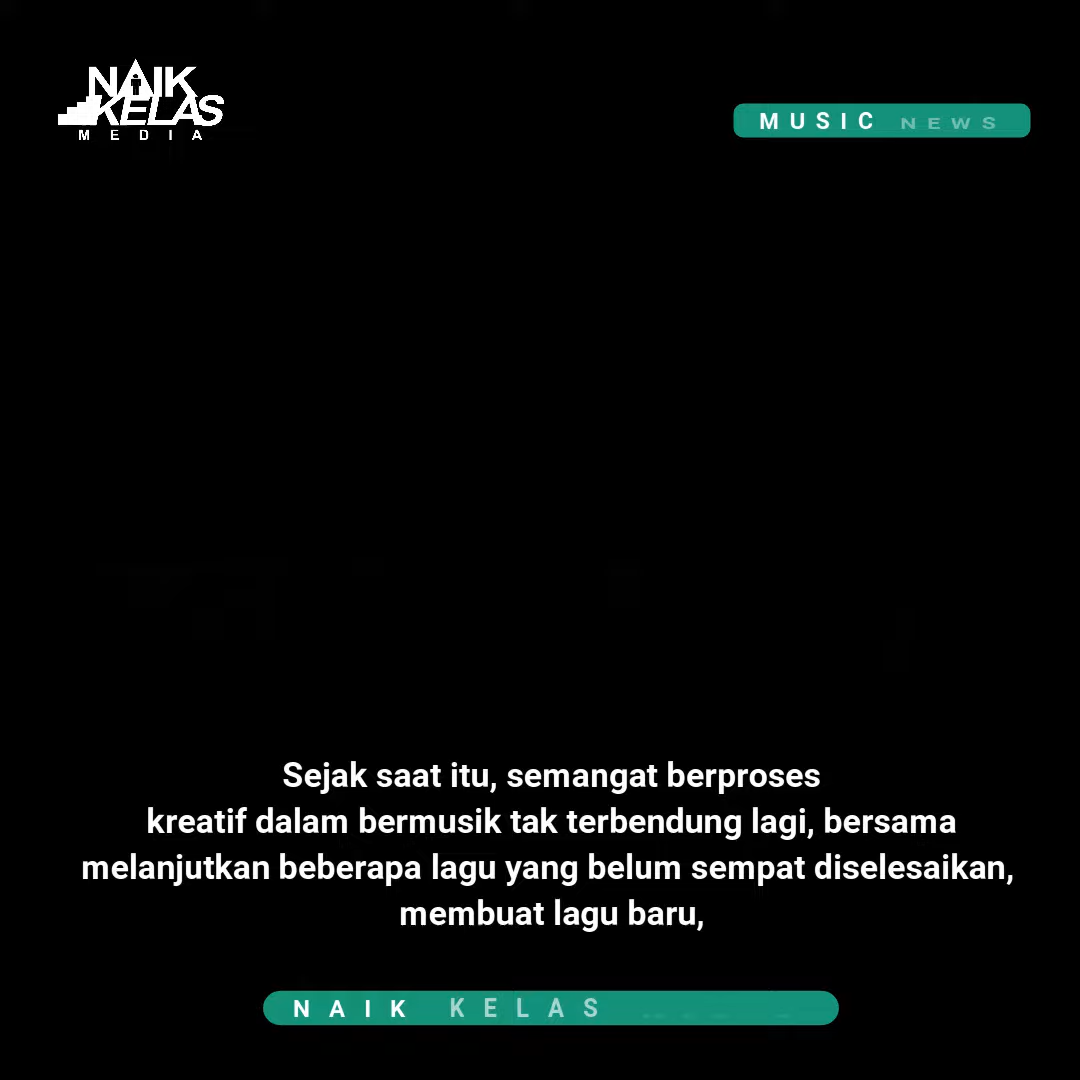 NAIK
KELAS
MEDIA
MUSIC NEWS
Sejak saat itu, semangat berproses
kreatif dalam bermusik tak terbendung lagi, bersama
melanjutkan beberapa lagu yang belum sempat diselesaikan,
membuat lagu baru,
NAIK KELAS